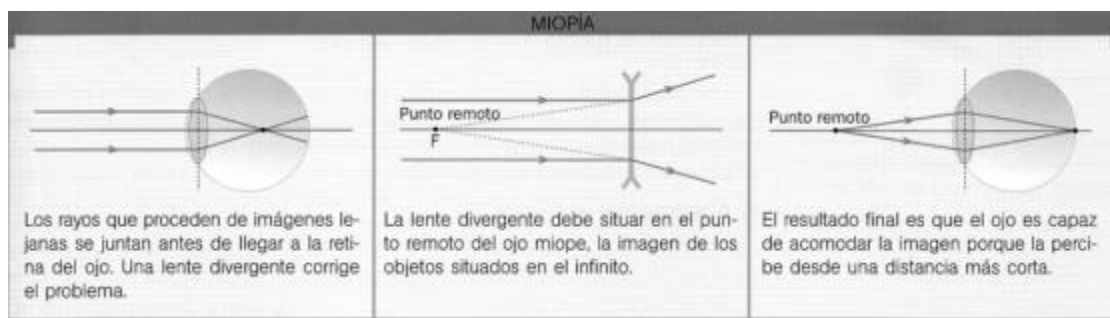 MIOPÍA
Los rayos que proceden de imágenes le-
janas se juntan antes de llegar a la reti-
na del ojo. Una lente divergente corrige
el problema.
Punto remoto
F
La lente divergente debe situar en el pun-
to remoto del ojo miope, la imagen de los
objetos situados en el infinito.
Punto remoto
El resultado final es que el ojo es capaz
de acomodar la imagen porque la perci-
be desde una distancia más corta.